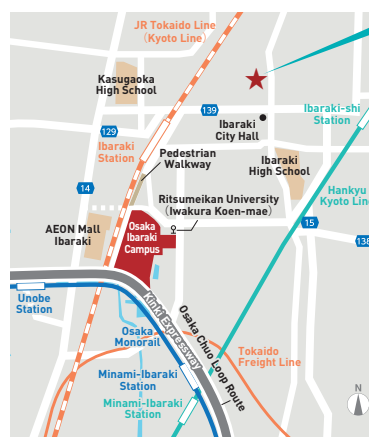 JR Tokaido Line
(Kyoto Line)
Kasugaoka
High School
139
Ibaraki-shi
Station
Ibaraki
City Hall
129
Ibaraki
Station
Pedestrian
Walkway
Ibaraki
High School
14
Ritsumeikan University
(Iwakura Koen-mae)
Hankyu
Kyoto Line
15
AEON Mall
Ibaraki
Osaka
Ibaraki
Campus
138
Unobe
Station
Kinki Expressway
Osaka Chuo Loop Route
Osaka
Monorail
Tokaido
Freight Line
Minami-Ibaraki
Station
Minami-Ibaraki
Station
N